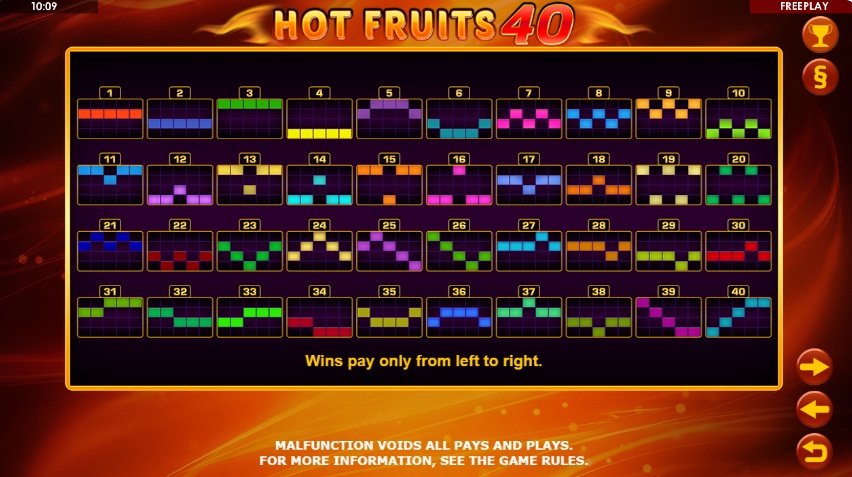 10:09
FREEPLAY
HOT FRUITS 40
§
1 2 3 4 5 6 7 8 9 10
11 12 13 14 15 16 17 18 19 20
21 22 23 24 25 26 27 28 29 30
31 32 33 34 35 36 37 38 39 40
Wins pay only from left to right.
MALFUNCTION VOIDS ALL PAYS AND PLAYS.
FOR MORE INFORMATION, SEE THE GAME RULES.